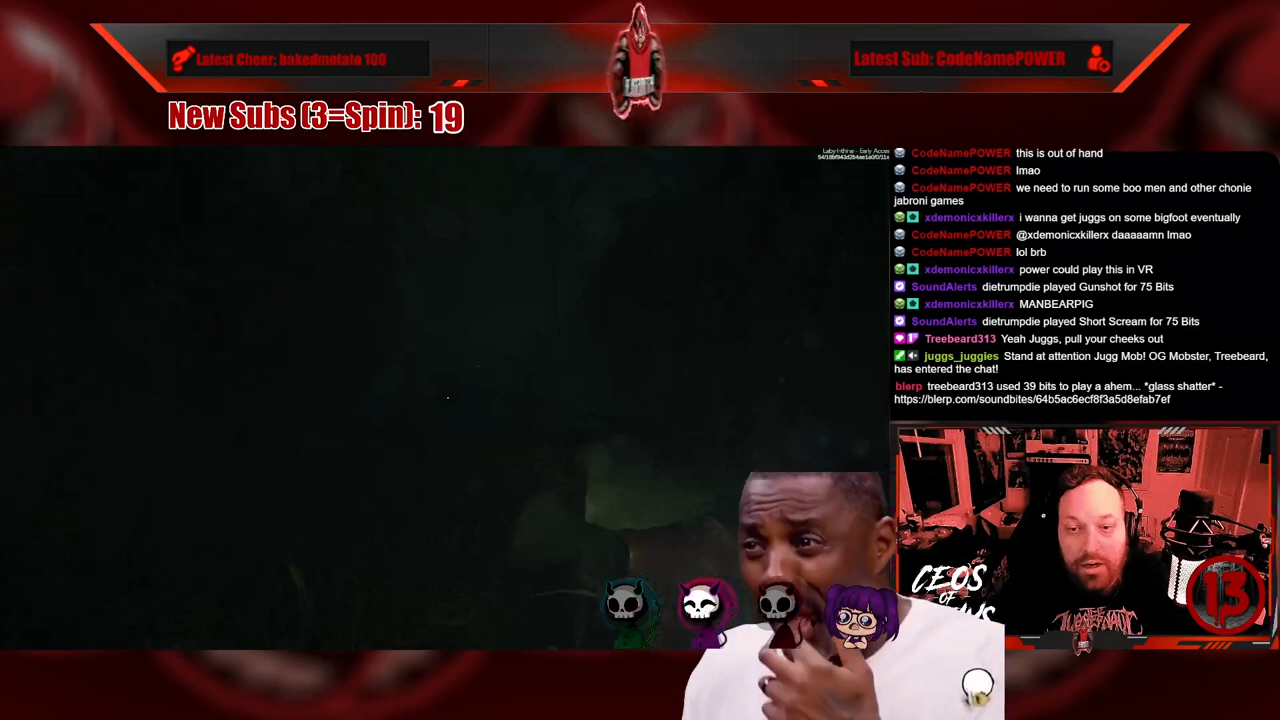 Latest Cheer: bakedmotato 100
Latest Sub: CodeNamePOWER
New Subs (3=Spin): 19
Labyrinthine - Early Acces
CodeNamePOWER this is out of hand
CodeNamePOWER lmao
CodeNamePOWER we need to run some boo men and other chonie
jabroni games
xdemonicxkillerx i wanna get juggs on some bigfoot eventually
CodeNamePOWER @xdemonicxkillerx daaaaamn lmao
CodeNamePOWER lol brb
xdemonicxkillerx power could play this in VR
SoundAlerts dietrumpdie played Gunshot for 75 Bits
xdemonicxkillerx MANBEARPIG
SoundAlerts dietrumpdie played Short Scream for 75 Bits
Treebeard313 Yeah Juggs, pull your cheeks out
juggs_juggies Stand at attention Jugg Mob! OG Mobster, Treebeard,
has entered the chat!
blerp treebeard313 used 39 bits to play a ahem... *glass shatter* -
https://blerp.com/soundbites/64b5ac6ecf8f3a5d8efab7ef
CEOS
OF
13
THE